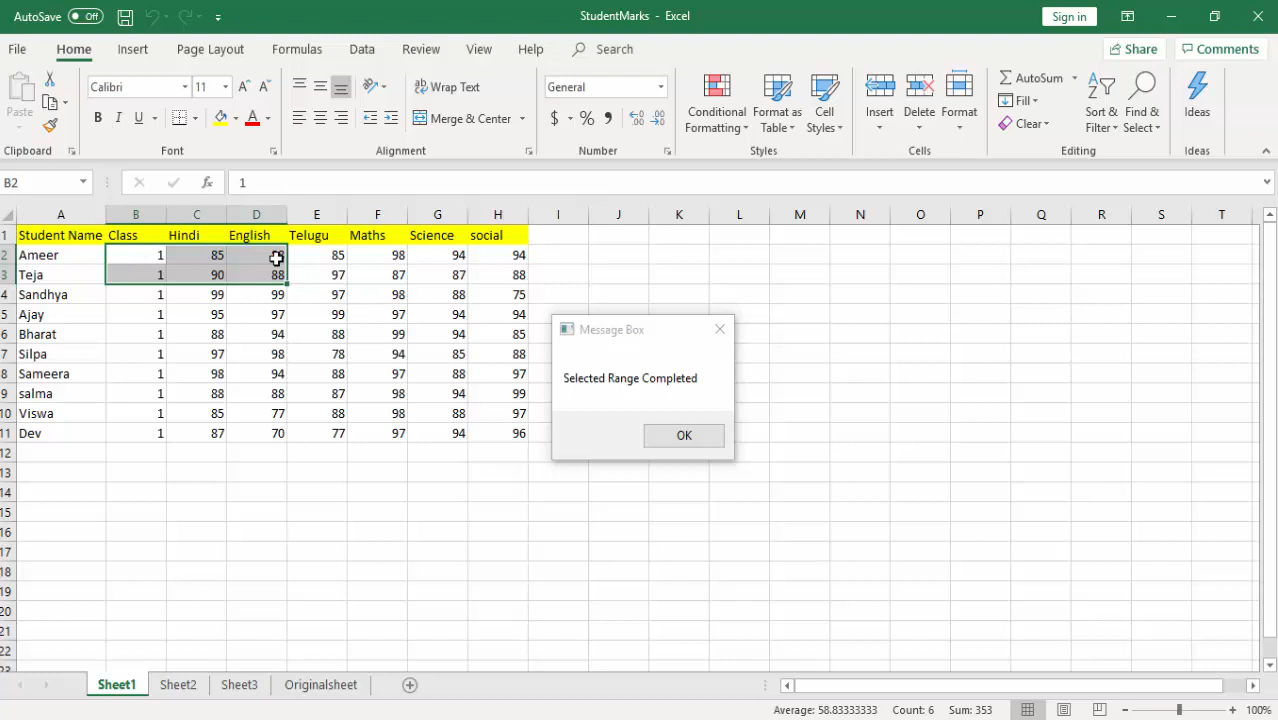 AutoSave Off StudentMarks - Excel Sign in
File Home Insert Page Layout Formulas Data Review View Help Search Share Comments
Paste Calibri 11 A A ab Wrap Text General Conditional Formatting Format as Table Cell Styles Insert Delete Format AutoSum Sort & Filter Find & Select Ideas
B I U A Merge & Center $ % Fill
Clear
Clipboard Font Alignment Number Styles Cells Editing Ideas
B2 fx 1
A B C D E F G H I J K L M N O P Q R S T
1 Student Name Class Hindi English Telugu Maths Science social
2 Ameer 1 85 85 98 94 94
3 Teja 1 90 88 97 87 87 88
4 Sandhya 1 99 99 97 98 88 75
5 Ajay 1 95 97 99 97 94 94
6 Bharat 1 88 94 88 99 94 85
7 Silpa 1 97 98 78 94 85 88
8 Sameera 1 98 94 88 97 88 97
9 salma 1 88 88 87 98 94 99
10 Viswa 1 85 77 88 98 88 97
11 Dev 1 87 70 77 97 94 96
12
13
14
15
16
17
18
19
20
21
22
23
Message Box
Selected Range Completed
OK
Sheet1 Sheet2 Sheet3 Originalsheet
Average: 58.83333333 Count: 6 Sum: 353 100%